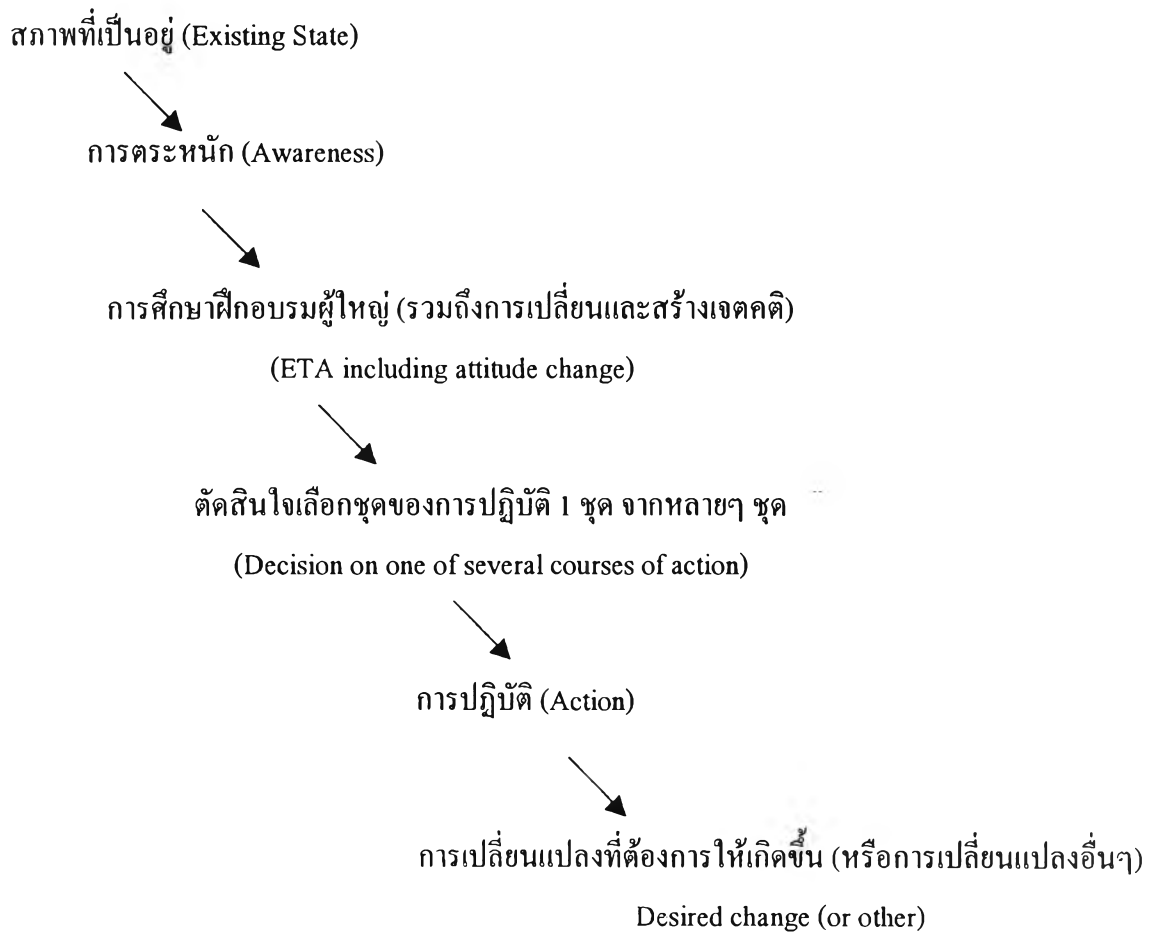 สภาพที่เป็นอยู่ (Existing State)
การตระหนัก (Awareness)
การศึกษาฝึกอบรมผู้ใหญ่ (รวมถึงการเปลี่ยนและสร้างเจตคติ)
(ETA including attitude change)
ตัดสินใจเลือกชุดของการปฏิบัติ 1 ชุด จากหลายๆ ชุด
(Decision on one of several courses of action)
การปฏิบัติ (Action)
การเปลี่ยนแปลงที่ต้องการให้เกิดขึ้น (หรือการเปลี่ยนแปลงอื่นๆ)
Desired change (or other)